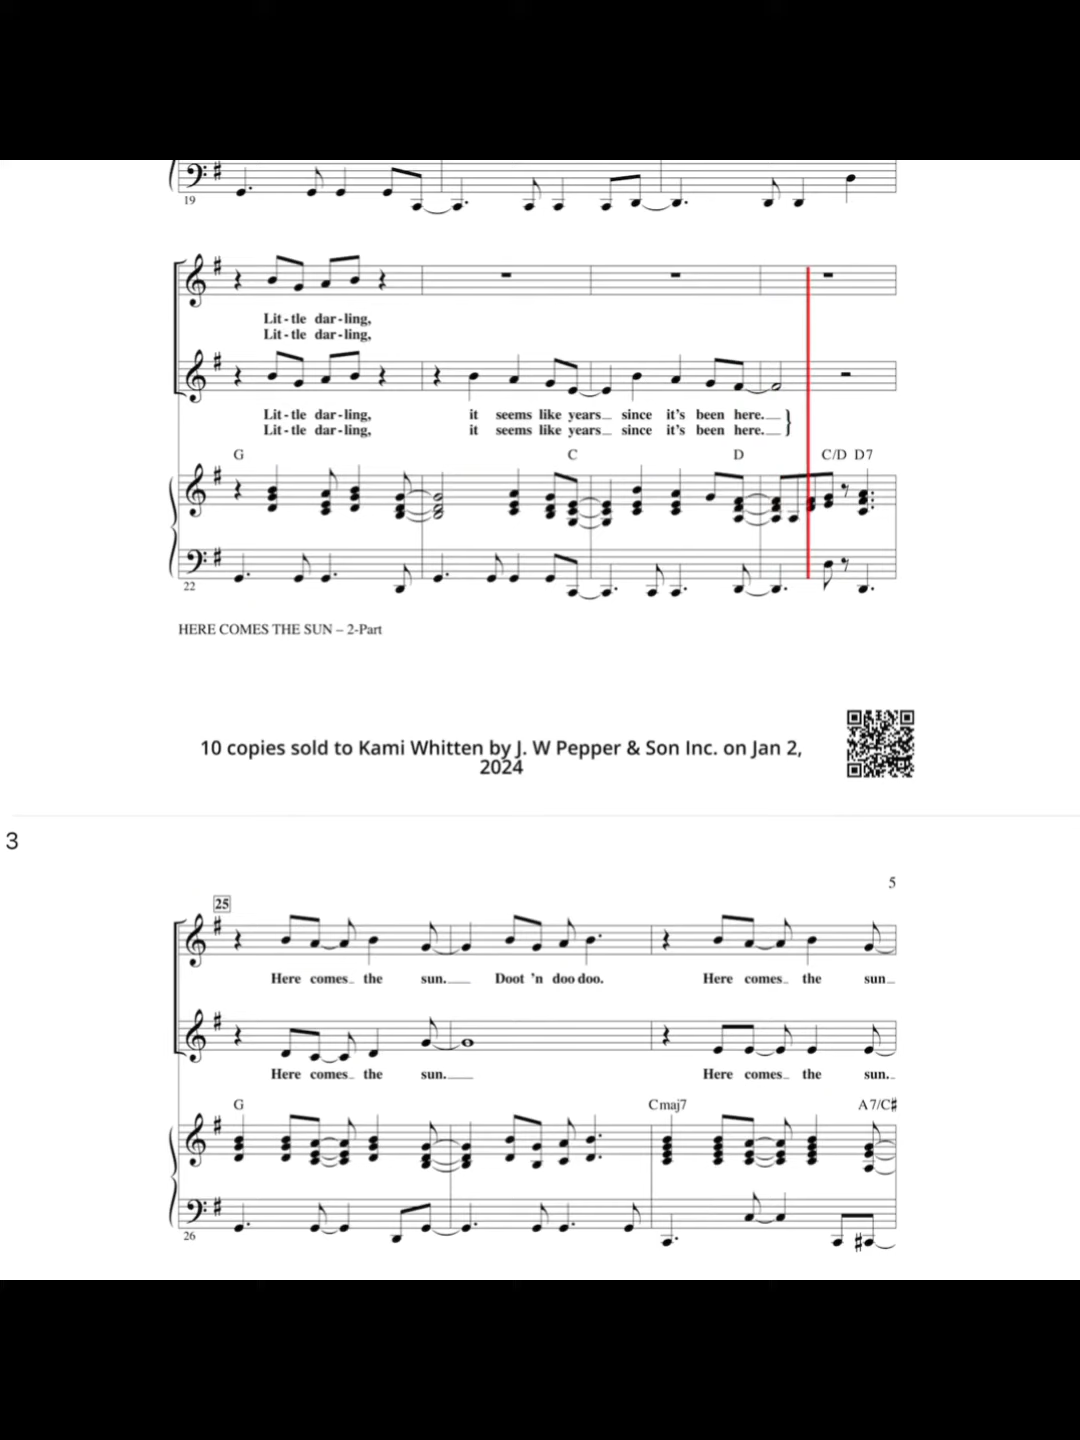 19
Lit - tle dar - ling,
Lit - tle dar - ling,
Lit - tle dar - ling, it seems like years since it's been here.
Lit - tle dar - ling, it seems like years since it's been here.
G C D C/D D7
22
HERE COMES THE SUN – 2-Part
10 copies sold to Kami Whitten by J. W Pepper & Son Inc. on Jan 2,
2024
3
5
25
Here comes the sun. Doot 'n doo doo. Here comes the sun
Here comes the sun. Here comes the sun.
G Cmaj7 A7/C♯
26